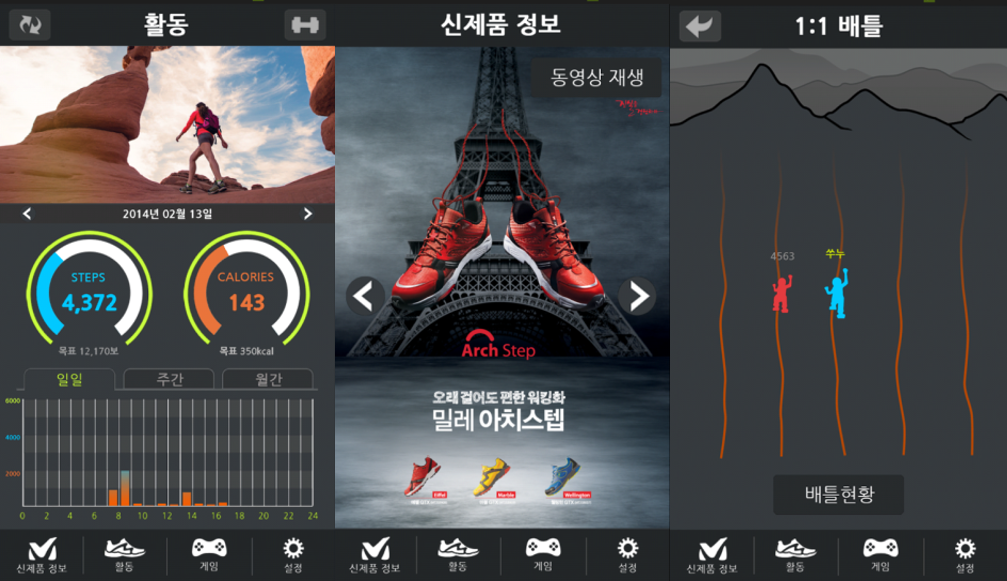 활동
2014년 02월 13일
STEPS
4,372
목표 12,170보
CALORIES
143
목표 350kcal
일일 주간 월간
6000
4000
2000
0 2 4 6 8 10 12 14 16 18 20 22 24
신제품 정보 활동 게임 설정
신제품 정보
동영상 재생
Arch Step
오래 걸어도 편한 워킹화
밀레 아치스텝
Eiffel
Marble
Wellington
신제품 정보 활동 게임 설정
1:1 배틀
4563
쑤누
배틀현황
신제품 정보 활동 게임 설정